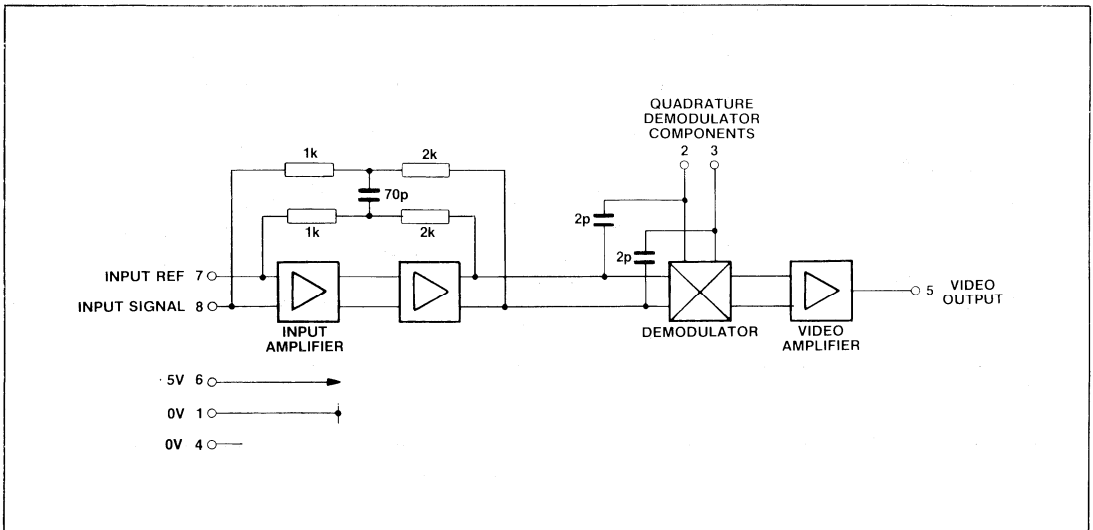 QUADRATURE
DEMODULATOR
COMPONENTS
2 3
1k 2k
70p
1k 2k
2p
2p
INPUT REF 7
INPUT SIGNAL 8
INPUT
AMPLIFIER
DEMODULATOR
VIDEO
AMPLIFIER
5 VIDEO
OUTPUT
5V 6
0V 1
0V 4